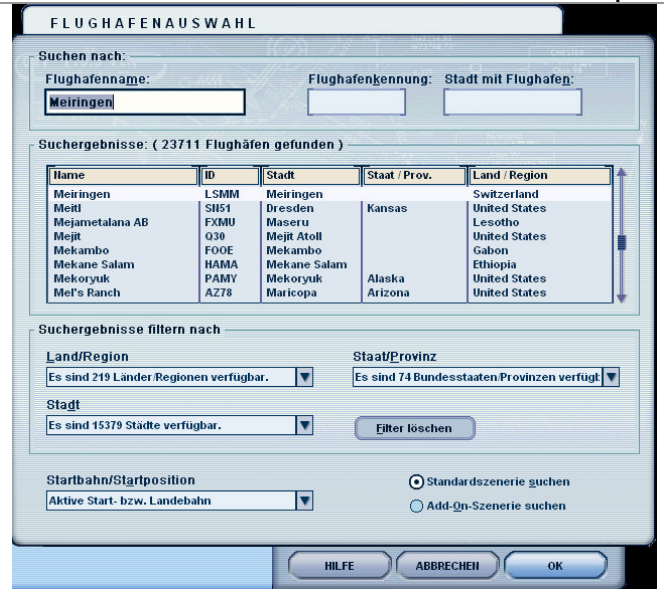 FLUGHAFENAUSWAHL
Suchen nach:
Flughafenname: Flughafenkennung: Stadt mit Flughafen:
Meiringen
Suchergebnisse: ( 23711 Flughäfen gefunden )
Name ID Stadt Staat / Prov. Land / Region
Meiringen LSMM Meiringen Switzerland
Meitl SN51 Dresden Kansas United States
Mejametalana AB FXMU Maseru Lesotho
Mejit Q30 Mejit Atoll United States
Mekambo FOOE Mekambo Gabon
Mekane Salam HAMA Mekane Salam Ethiopia
Mekoryuk PAMY Mekoryuk Alaska United States
Mel's Ranch AZ78 Maricopa Arizona United States
Suchergebnisse filtern nach
Land/Region Staat/Provinz
Es sind 219 Länder/Regionen verfügbar. Es sind 74 Bundesstaaten/Provinzen verfügb
Stadt
Es sind 15379 Städte verfügbar. Filter löschen
Startbahn/Startposition Standardszenerie suchen
Aktive Start- bzw. Landebahn Add-On-Szenerie suchen
HILFE ABBRECHEN OK